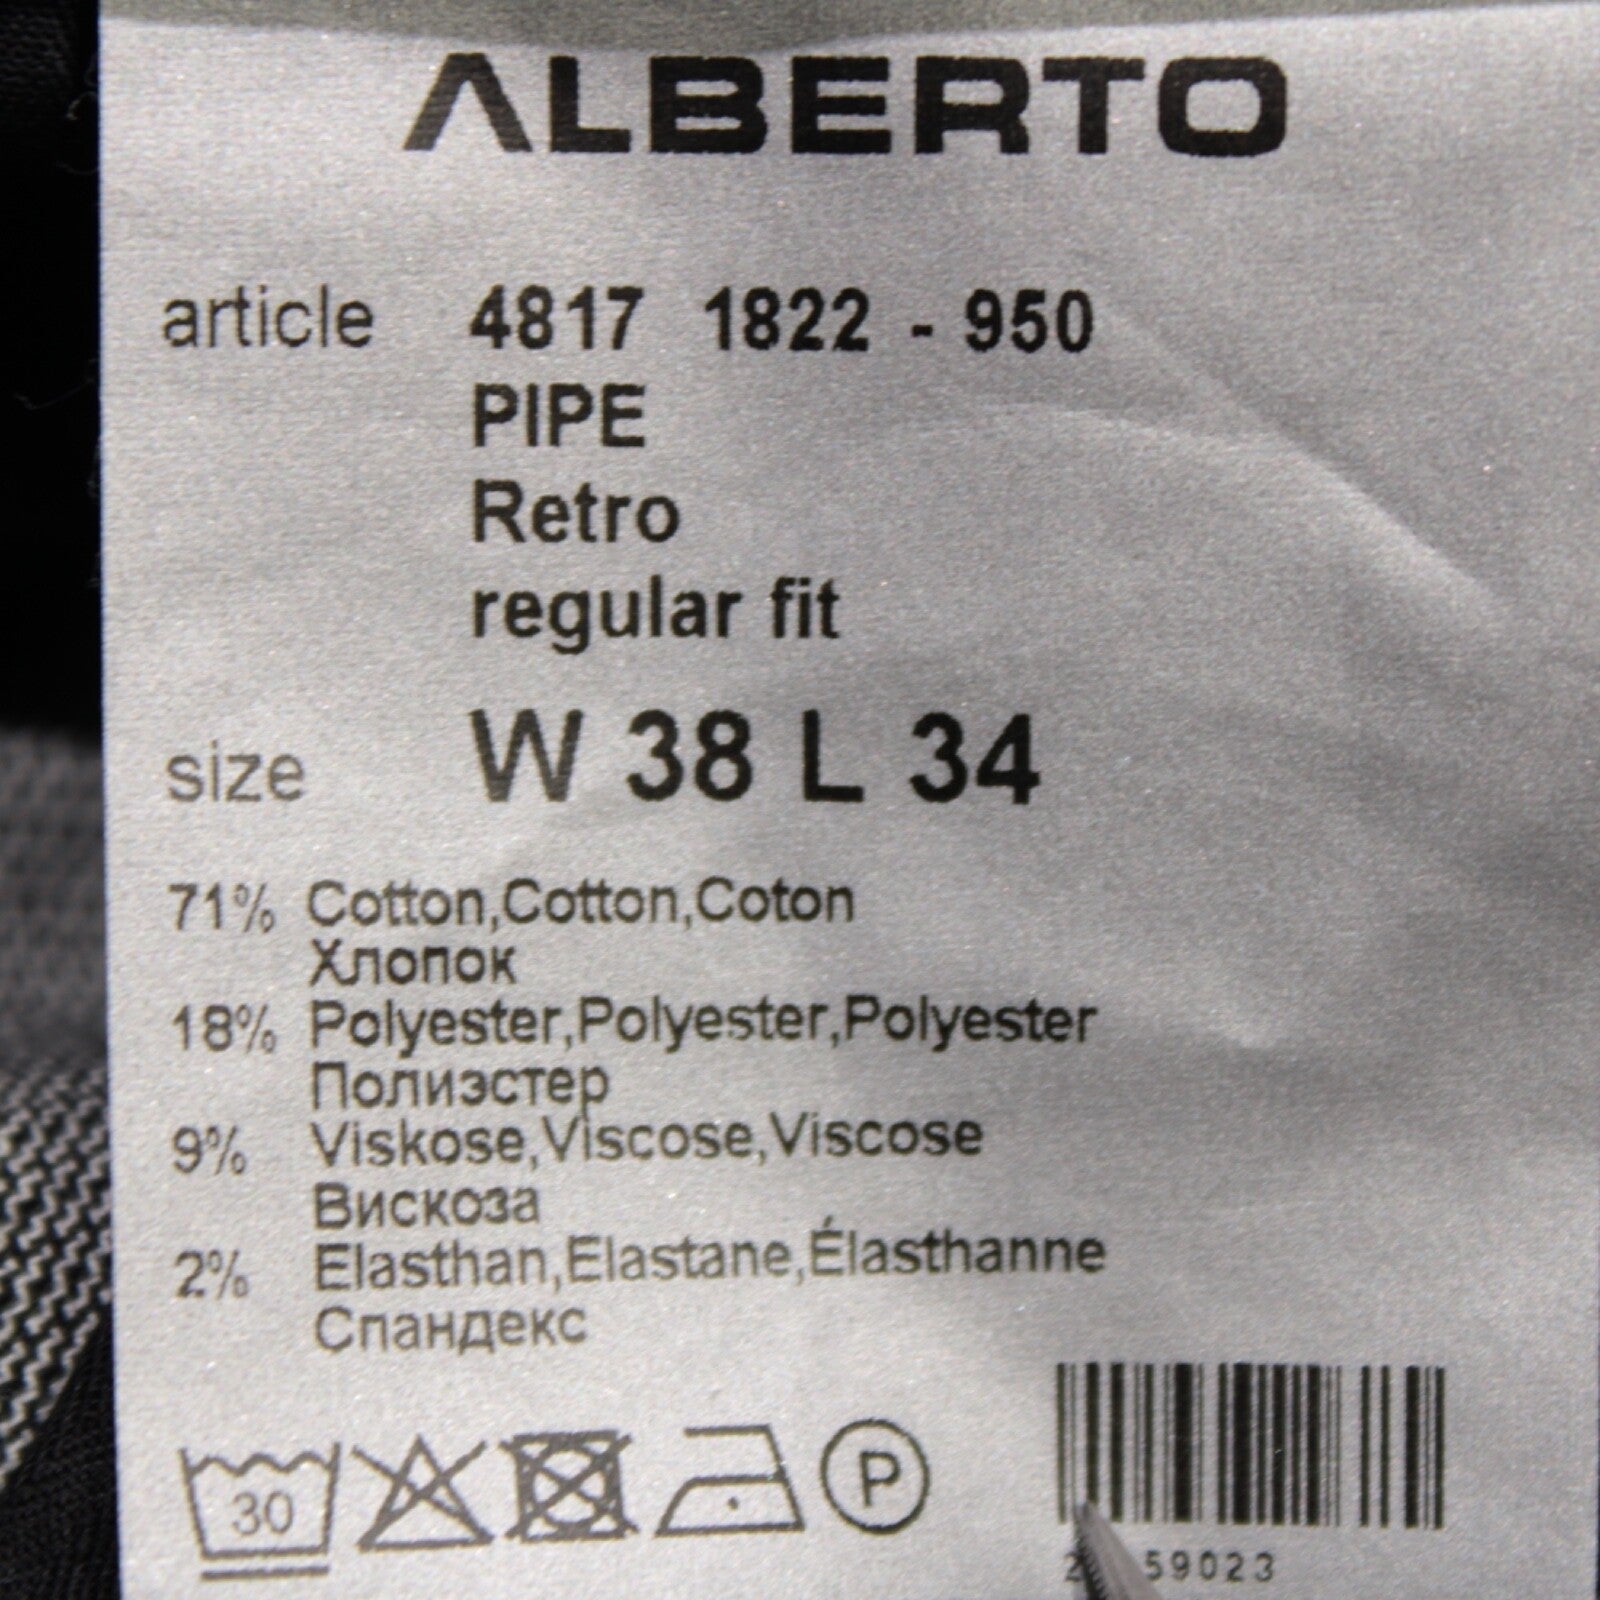 ALBERTO
article 4817 1822 - 950
PIPE
Retro
regular fit
size W 38 L 34
71% Cotton,Cotton,Coton
Хлопок
18% Polyester,Polyester,Polyester
Полиэстер
9% Viskose,Viscose,Viscose
Вискоза
2% Elasthan,Elastane,Élasthanne
Спандекс
30 P